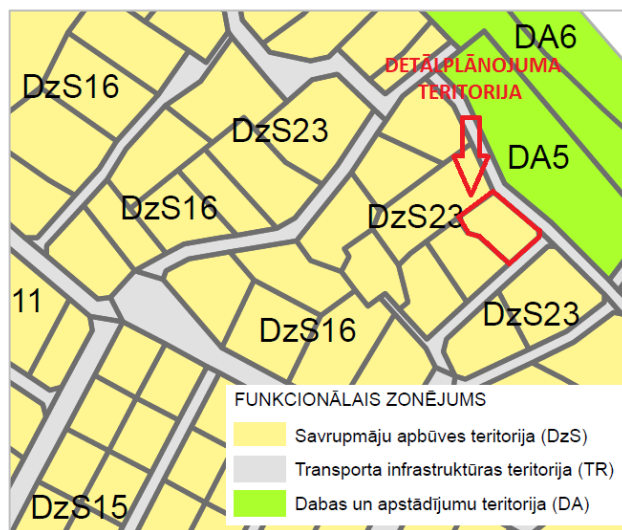 DA6
DzS16
DETĀLPLĀNOJUMA
TERITORIJA
DzS23
DA5
DzS16
DzS23
11
DzS16
DzS23
DzS15
FUNKCIONĀLAIS ZONĒJUMS
Savrupmāju apbūves teritorija (DzS)
Transporta infrastruktūras teritorija (TR)
Dabas un apstādījumu teritorija (DA)